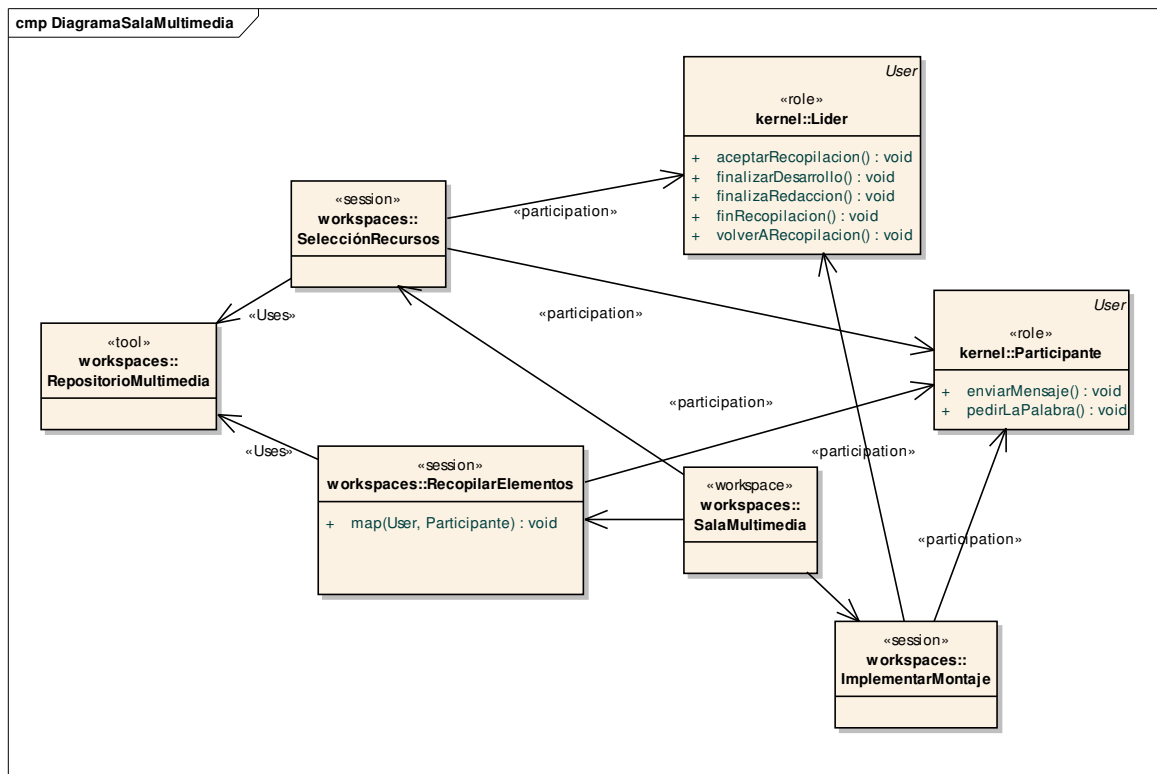 cmp DiagramaSalaMultimedia
User
«role»
kernel::Lider
+ aceptarRecopilacion() : void
+ finalizarDesarrollo() : void
+ finalizaRedaccion() : void
+ finRecopilacion() : void
+ volverARecopilacion() : void
«session»
workspaces::
SelecciónRecursos
«participation»
«Uses»
«participation»
User
«role»
kernel::Participante
+ enviarMensaje() : void
+ pedirLaPalabra() : void
«tool»
workspaces::
RepositorioMultimedia
«participation»
«Uses»
«session»
workspaces::RecopilarElementos
+ map(User, Participante) : void
«participation»
«workspace»
workspaces::
SalaMultimedia
«participation»
«session»
workspaces::
ImplementarMontaje